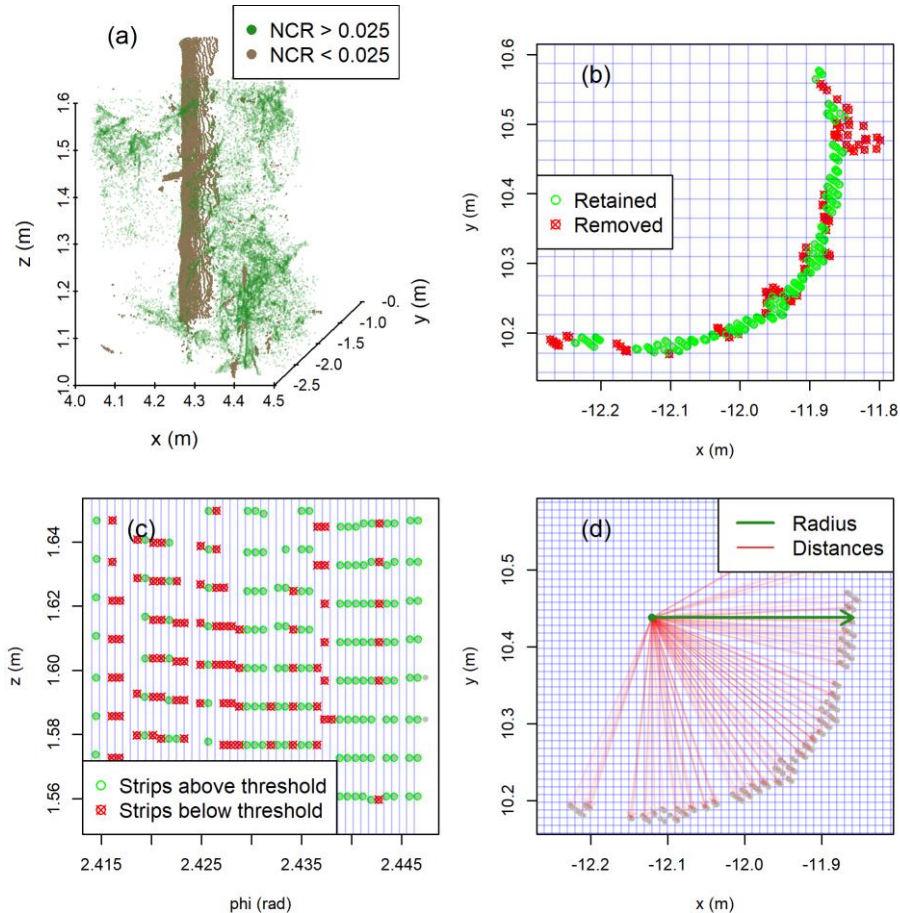 (a)
NCR > 0.025
NCR < 0.025
z (m)
1.0 1.1 1.2 1.3 1.4 1.5 1.6
4.0 4.1 4.2 4.3 4.4 4.5
x (m)
-2.5 -2.0 -1.5 -1.0 -0.
y (m)
(b)
Retained
Removed
y (m)
10.2 10.3 10.4 10.5 10.6
-12.2 -12.1 -12.0 -11.9 -11.8
x (m)
(c)
Strips above threshold
Strips below threshold
z (m)
1.56 1.58 1.60 1.62 1.64
2.415 2.425 2.435 2.445
phi (rad)
(d)
Radius
Distances
y (m)
10.2 10.3 10.4 10.5
-12.2 -12.1 -12.0 -11.9
x (m)